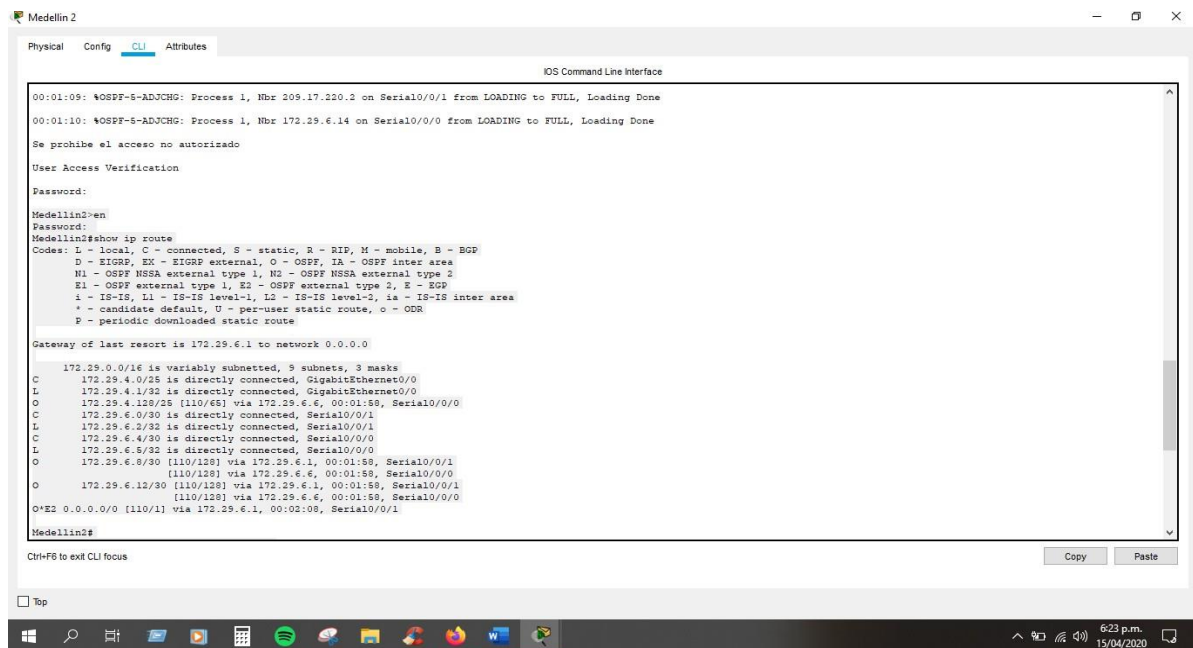 Medellin 2
Physical Config CLI Attributes
IOS Command Line Interface
00:01:09: %OSPF-5-ADJCHG: Process 1, Nbr 209.17.220.2 on Serial0/0/1 from LOADING to FULL, Loading Done
00:01:10: %OSPF-5-ADJCHG: Process 1, Nbr 172.29.6.14 on Serial0/0/0 from LOADING to FULL, Loading Done
Se prohibe el acceso no autorizado
User Access Verification
Password:
Medellin2>en
Password:
Medellin2#show ip route
Codes: L - local, C - connected, S - static, R - RIP, M - mobile, B - BGP
D - EIGRP, EX - EIGRP external, O - OSPF, IA - OSPF inter area
N1 - OSPF NSSA external type 1, N2 - OSPF NSSA external type 2
E1 - OSPF external type 1, E2 - OSPF external type 2, E - EGP
i - IS-IS, L1 - IS-IS level-1, L2 - IS-IS level-2, ia - IS-IS inter area
* - candidate default, U - per-user static route, o - ODR
P - periodic downloaded static route
Gateway of last resort is 172.29.6.1 to network 0.0.0.0
172.29.0.0/16 is variably subnetted, 9 subnets, 3 masks
C 172.29.4.0/25 is directly connected, GigabitEthernet0/0
L 172.29.4.1/32 is directly connected, GigabitEthernet0/0
O 172.29.4.128/25 [110/65] via 172.29.6.6, 00:01:58, Serial0/0/0
C 172.29.6.0/30 is directly connected, Serial0/0/1
L 172.29.6.2/32 is directly connected, Serial0/0/1
C 172.29.6.4/30 is directly connected, Serial0/0/0
L 172.29.6.5/32 is directly connected, Serial0/0/0
O 172.29.6.8/30 [110/128] via 172.29.6.1, 00:01:58, Serial0/0/1
[110/128] via 172.29.6.6, 00:01:58, Serial0/0/0
O 172.29.6.12/30 [110/128] via 172.29.6.1, 00:01:58, Serial0/0/1
[110/128] via 172.29.6.6, 00:01:58, Serial0/0/0
O*E2 0.0.0.0/0 [110/1] via 172.29.6.1, 00:02:08, Serial0/0/1
Medellin2#
Ctrl+F6 to exit CLI focus
Copy Paste
Top
6:23 p.m.
15/04/2020